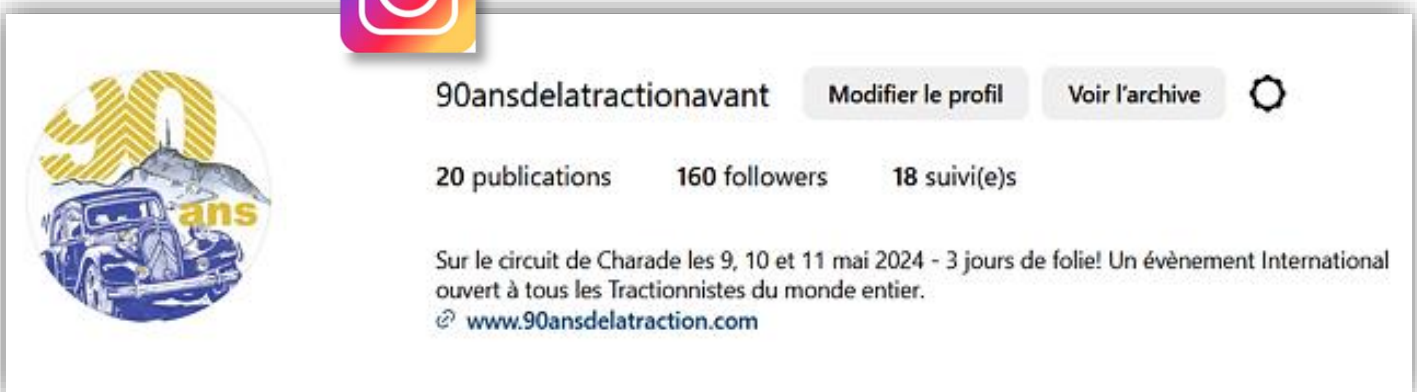 90
ans
90ansdelatractionavant Modifier le profil Voir l'archive
20 publications 160 followers 18 suivi(e)s
Sur le circuit de Charade les 9, 10 et 11 mai 2024 - 3 jours de folie! Un évènement International
ouvert à tous les Tractionnistes du monde entier.
www.90ansdelatraction.com